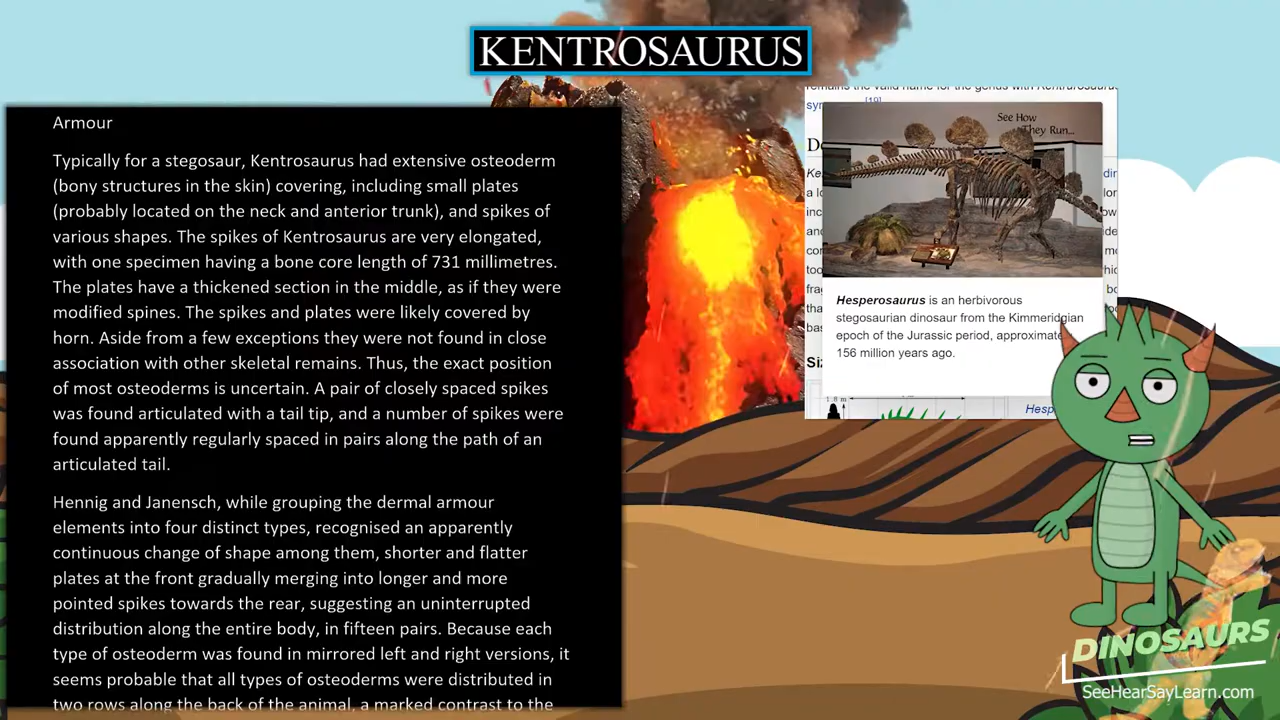 KENTROSAURUS
Armour
Typically for a stegosaur, Kentrosaurus had extensive osteoderm
(bony structures in the skin) covering, including small plates
(probably located on the neck and anterior trunk), and spikes of
various shapes. The spikes of Kentrosaurus are very elongated,
with one specimen having a bone core length of 731 millimetres.
The plates have a thickened section in the middle, as if they were
modified spines. The spikes and plates were likely covered by
horn. Aside from a few exceptions they were not found in close
association with other skeletal remains. Thus, the exact position
of most osteoderms is uncertain. A pair of closely spaced spikes
was found articulated with a tail tip, and a number of spikes were
found apparently regularly spaced in pairs along the path of an
articulated tail.
Hennig and Janensch, while grouping the dermal armour
elements into four distinct types, recognised an apparently
continuous change of shape among them, shorter and flatter
plates at the front gradually merging into longer and more
pointed spikes towards the rear, suggesting an uninterrupted
distribution along the entire body, in fifteen pairs. Because each
type of osteoderm was found in mirrored left and right versions, it
seems probable that all types of osteoderms were distributed in
two rows along the back of the animal, a marked contrast to the
remains the valid name for the genus with Kentrurosaurus
[19]
See How
They Run...
Hesperosaurus is an herbivorous
stegosaurian dinosaur from the Kimmeridgian
epoch of the Jurassic period, approximate
156 million years ago.
1.8 m
DINOSAURS
SeeHearSayLearn.com